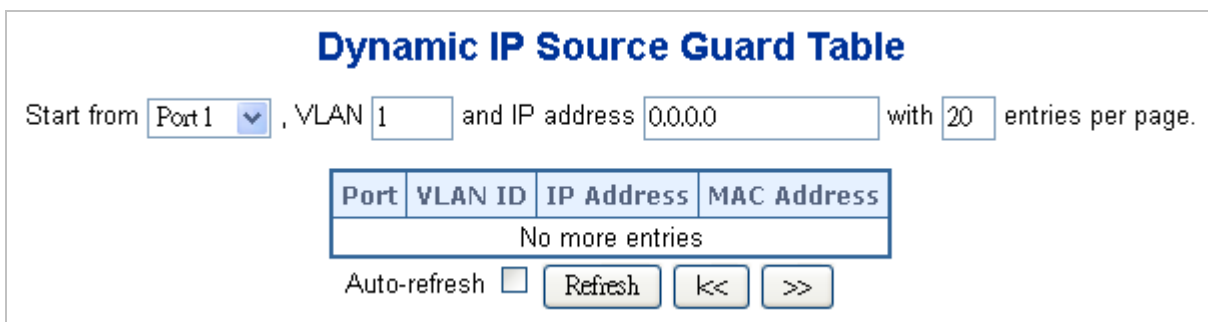 Dynamic IP Source Guard Table
Start from Port 1 , VLAN 1 and IP address 0.0.0.0 with 20 entries per page.
Port VLAN ID IP Address MAC Address
No more entries
Auto-refresh Refresh |<< >>